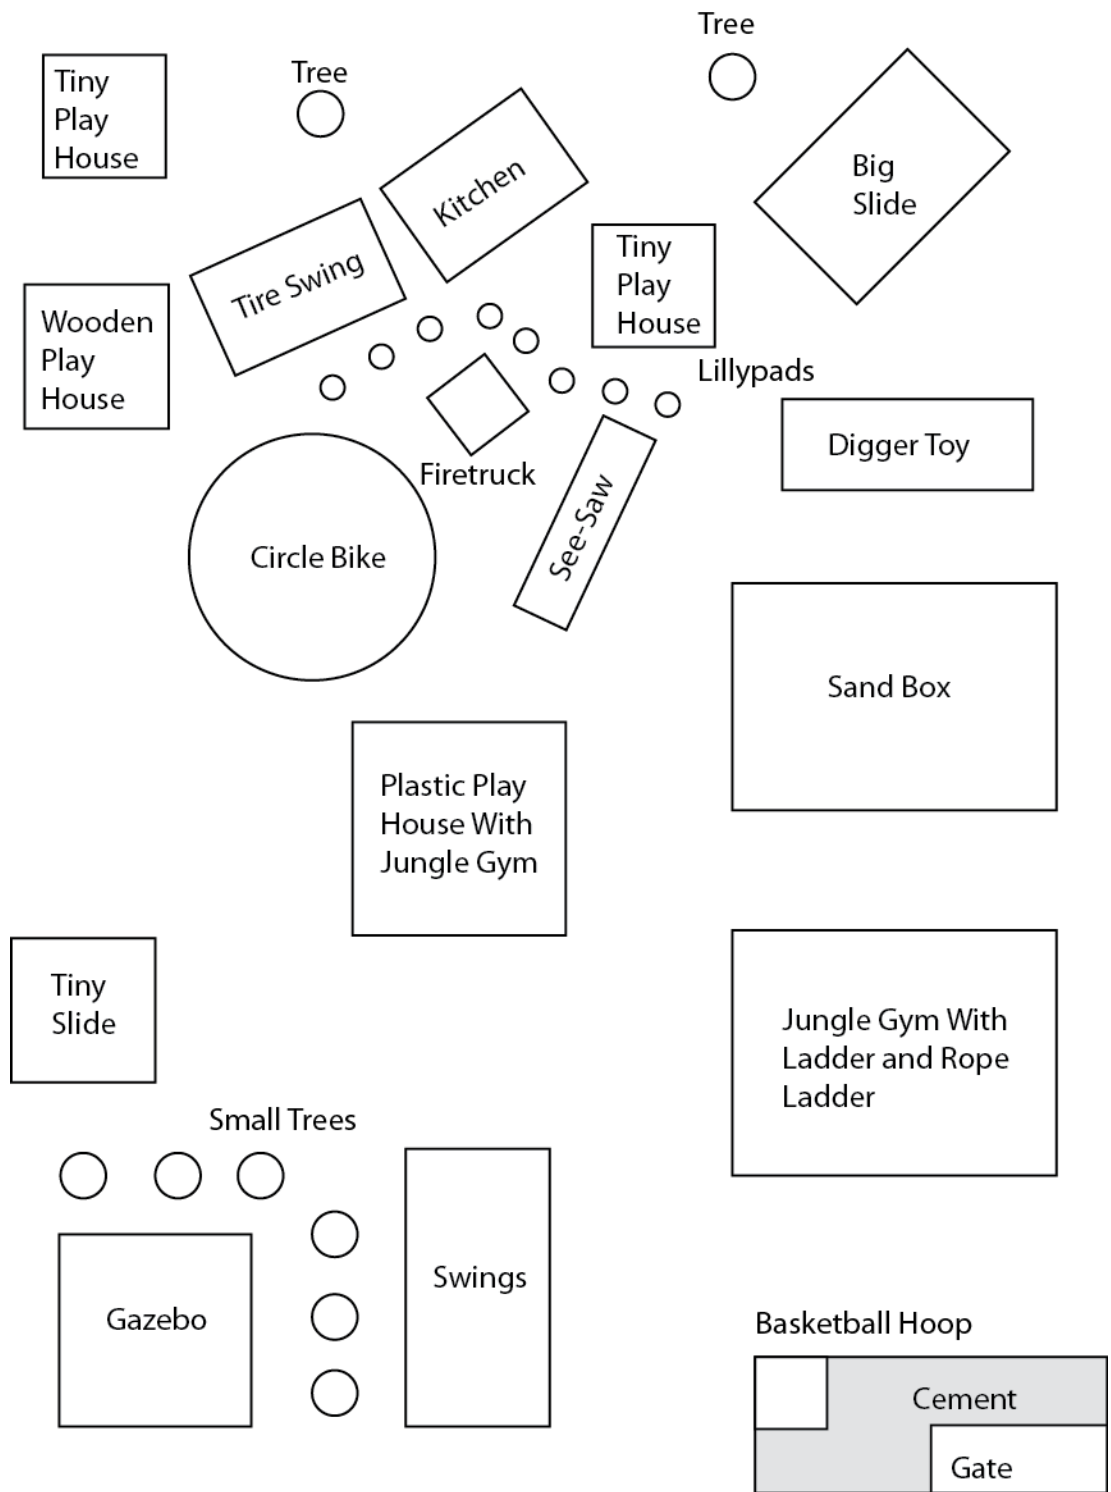 Tree
Tree
Tiny
Play
House
Kitchen
Big
Slide
Tire Swing
Tiny
Play
House
Wooden
Play
House
Lillypads
Digger Toy
Firetruck
See-Saw
Circle Bike
Sand Box
Plastic Play
House With
Jungle Gym
Tiny
Slide
Jungle Gym With
Ladder and Rope
Ladder
Small Trees
Swings
Gazebo
Basketball Hoop
Cement
Gate